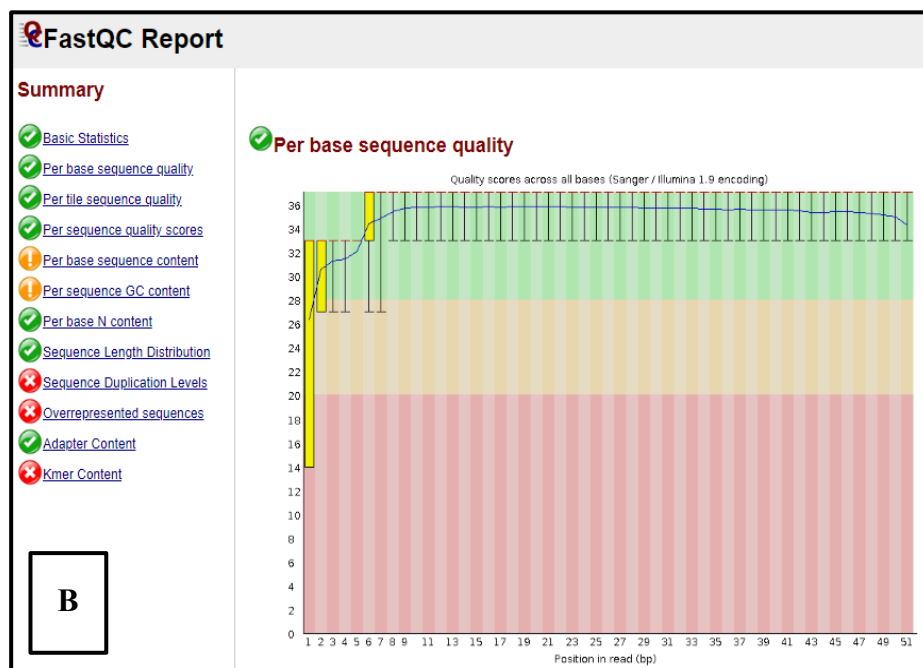 FastQC Report
Summary
Basic Statistics
Per base sequence quality
Per tile sequence quality
Per sequence quality scores
Per base sequence content
Per sequence GC content
Per base N content
Sequence Length Distribution
Sequence Duplication Levels
Overrepresented sequences
Adapter Content
Kmer Content
B
Per base sequence quality
Quality scores across all bases (Sanger / Illumina 1.9 encoding)
36
34
32
30
28
26
24
22
20
18
16
14
12
10
8
6
4
2
0
1 2 3 4 5 6 7 8 9 11 13 15 17 19 21 23 25 27 29 31 33 35 37 39 41 43 45 47 49 51
Position in read (bp)